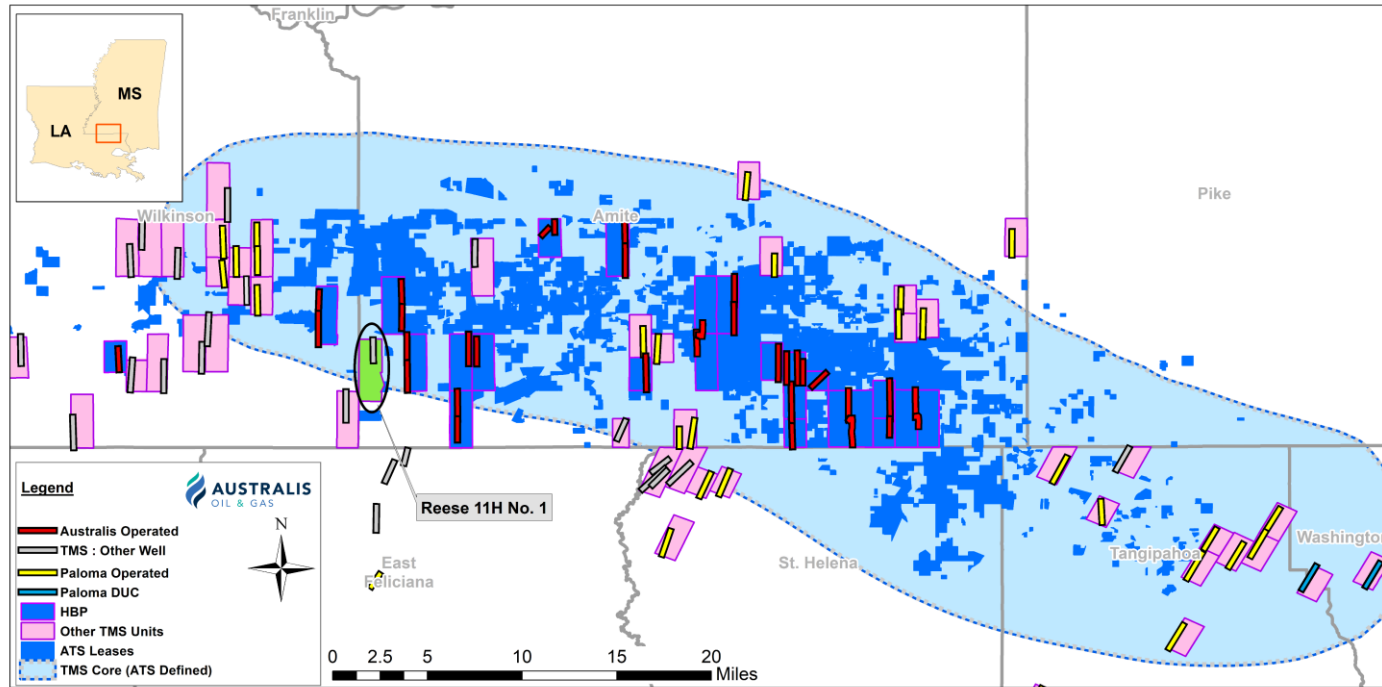 Franklin
MS
LA
Wilkinson
Amite
Pike
Reese 11H No. 1
East
Feliciana
St. Helena
Tangipahoa
Washington
Legend
AUSTRALIS
OIL & GAS
N
Australis Operated
TMS : Other Well
Paloma Operated
Paloma DUC
HBP
Other TMS Units
ATS Leases
TMS Core (ATS Defined)
0 2.5 5 10 15 20
Miles